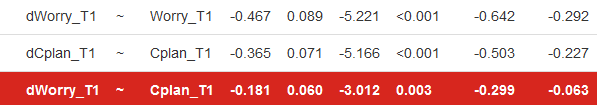 dWorry_T1 ~ Worry_T1 -0.467 0.089 -5.221 <0.001 -0.642 -0.292
dCplan_T1 ~ Cplan_T1 -0.365 0.071 -5.166 <0.001 -0.503 -0.227
dWorry_T1 ~ Cplan_T1 -0.181 0.060 -3.012 0.003 -0.299 -0.063